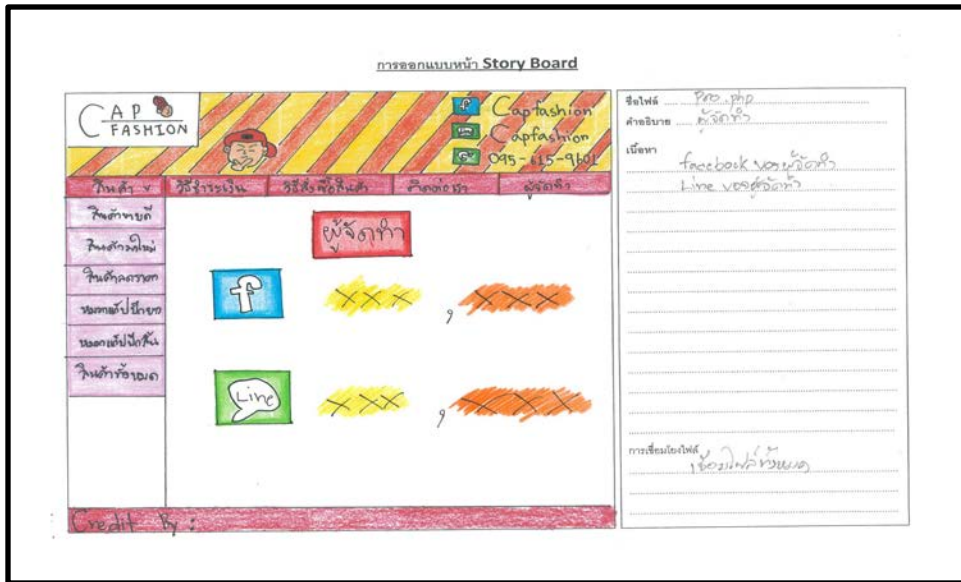 การออกแบบหน้า Story Board
CAP
FASHION
f Capfashion
Capfashion
095-615-9601
สินค้า v
วิธีชำระเงิน
วิธีสั่งซื้อสินค้า
ติดต่อเรา
ผู้จัดทำ
สินค้าขายดี
สินค้ามาใหม่
สินค้าลดราคา
หมวกแก๊ปปีกยาว
หมวกแก๊ปปีกสั้น
สินค้าทั้งหมด
ผู้จัดทำ
f XXX , XXX
Line XXX , XXX
Credit By :
ชื่อไฟล์ Pro.php
คำอธิบาย ผู้จัดทำ
เนื้อหา
facebook ของผู้จัดทำ
Line ของผู้จัดทำ
การเชื่อมโยงไฟล์
เชื่อมไฟล์ทั้งหมด